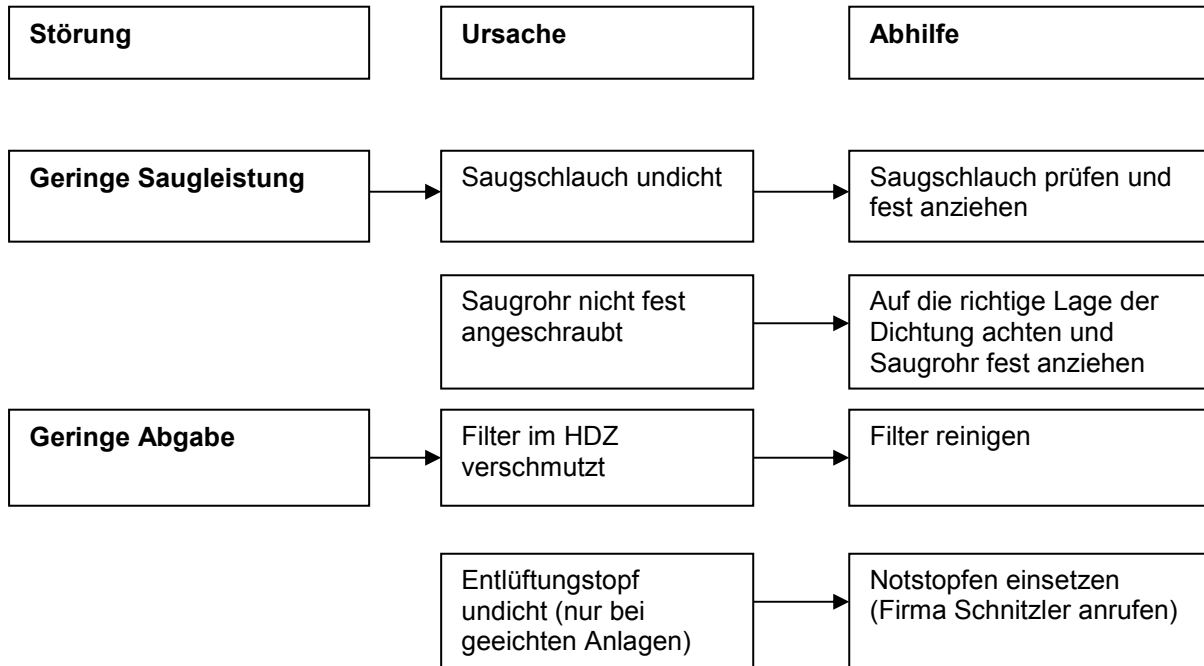 Störung
Ursache
Abhilfe
Geringe Saugleistung
Saugschlauch undicht
Saugschlauch prüfen und
fest anziehen
Saugrohr nicht fest
angeschraubt
Auf die richtige Lage der
Dichtung achten und
Saugrohr fest anziehen
Geringe Abgabe
Filter im HDZ
verschmutzt
Filter reinigen
Entlüftungstopf
undicht (nur bei
geeichten Anlagen)
Notstopfen einsetzen
(Firma Schnitzler anrufen)